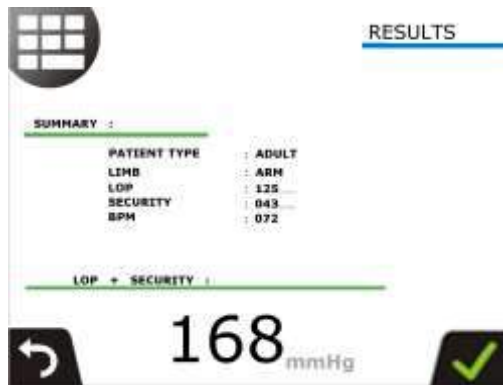 RESULTS
SUMMARY :
PATIENT TYPE : ADULT
LIMB : ARM
LOP : 125
SECURITY : 043
BPM : 072
LOP + SECURITY :
168 mmHg